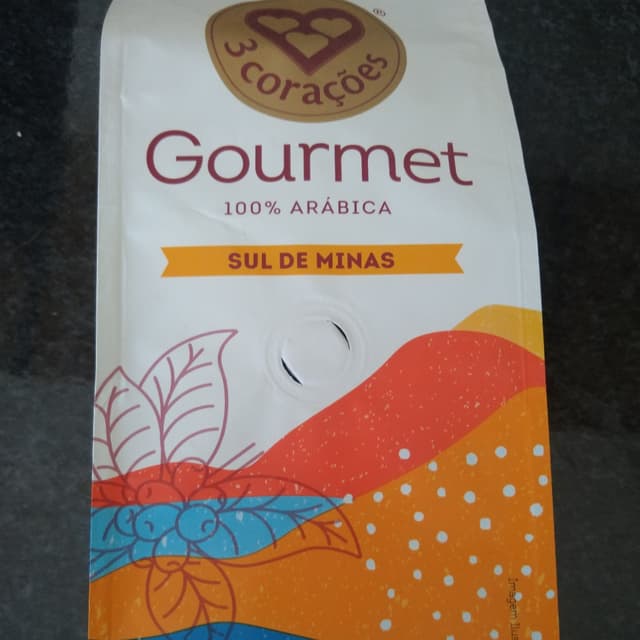 3 corações
®
Gourmet
100% ARÁBICA
SUL DE MINAS
Imagem